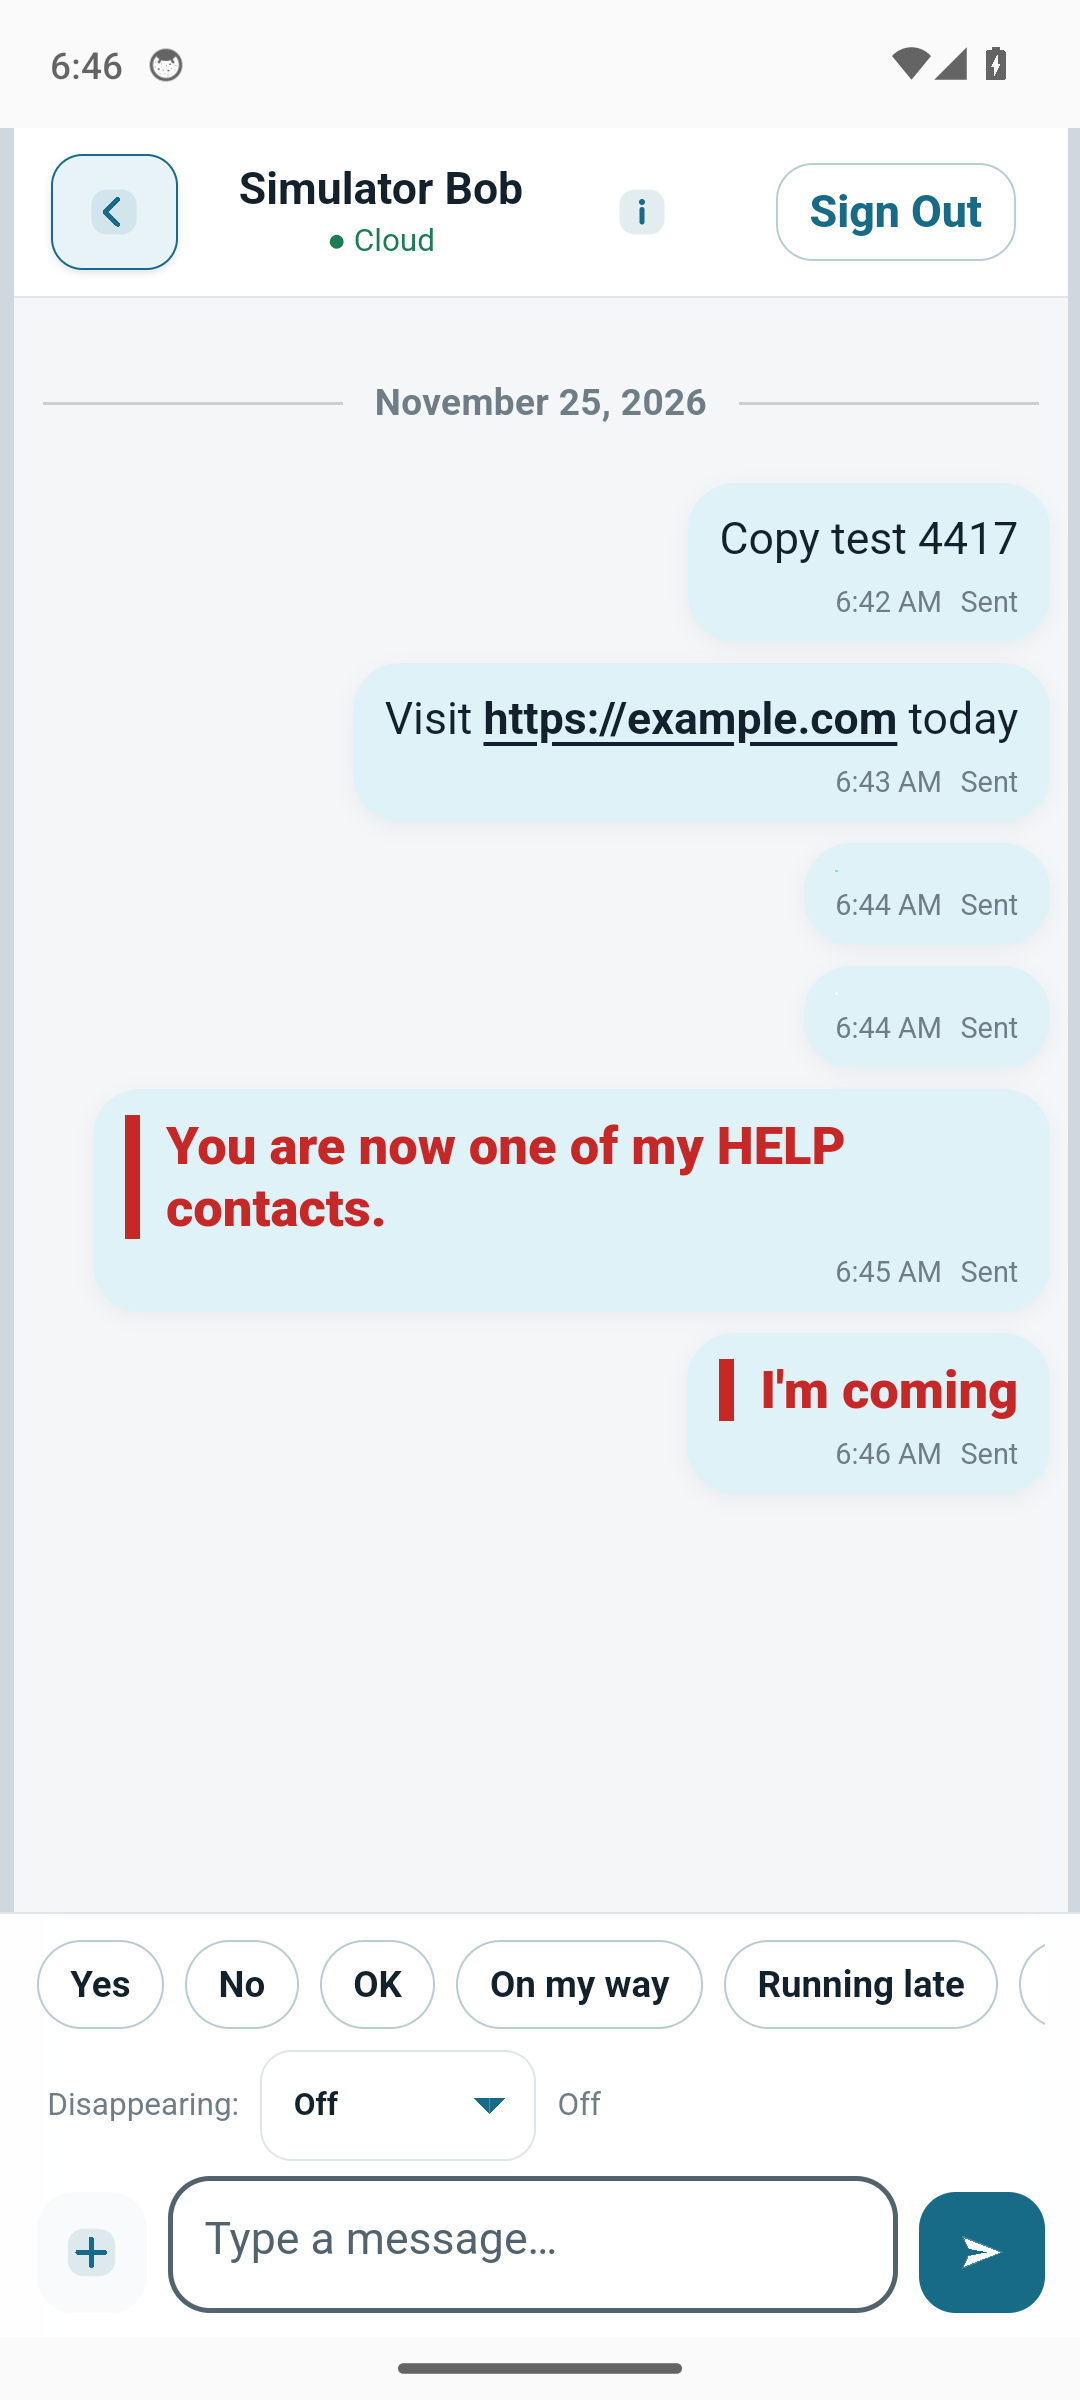 6:46
Simulator Bob
Cloud
Sign Out
November 25, 2026
Copy test 4417
6:42 AM Sent
Visit https://example.com today
6:43 AM Sent
6:44 AM Sent
6:44 AM Sent
You are now one of my HELP
contacts.
6:45 AM Sent
I'm coming
6:46 AM Sent
Yes No OK On my way Running late
Disappearing: Off Off
Type a message…